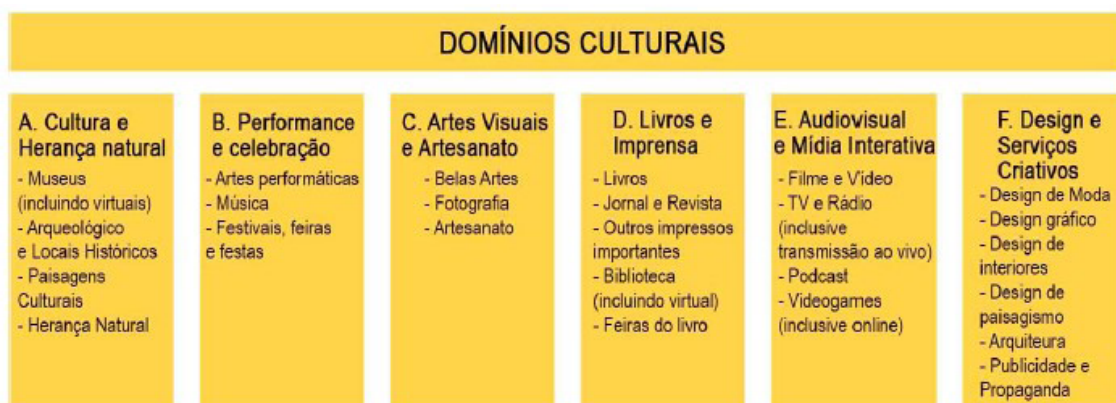 DOMÍNIOS CULTURAIS
A. Cultura e
Herança natural
- Museus
(incluindo virtuais)
- Arqueológico
e Locais Históricos
- Paisagens
Culturais
- Herança Natural
B. Performance
e celebração
- Artes performáticas
- Música
- Festivais, feiras
e festas
C. Artes Visuais
e Artesanato
- Belas Artes
- Fotografia
- Artesanato
D. Livros e
Imprensa
- Livros
- Jornal e Revista
- Outros impressos
importantes
- Biblioteca
(incluindo virtual)
- Feiras do livro
E. Audiovisual
e Mídia Interativa
- Filme e Vídeo
- TV e Rádio
(inclusive
transmissão ao vivo)
- Podcast
- Videogames
(inclusive online)
F. Design e
Serviços
Criativos
- Design de Moda
- Design gráfico
- Design de
interiores
- Design de
paisagismo
- Arquiteura
- Publicidade e
Propaganda